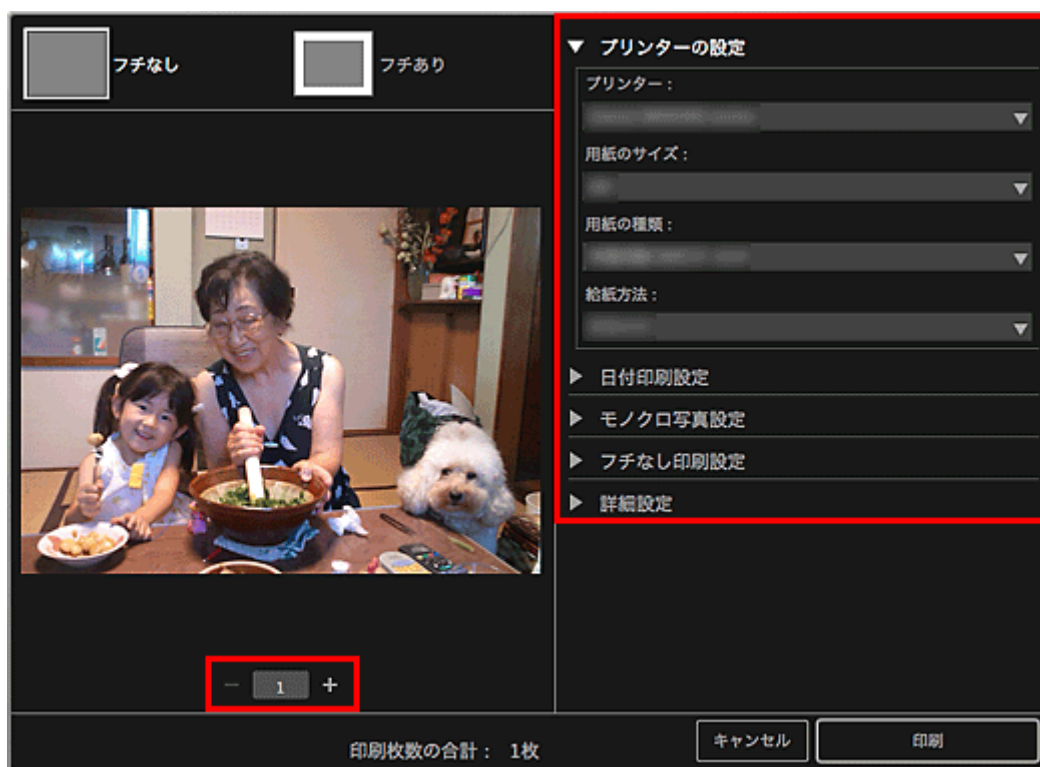 フチなし
フチあり
プリンターの設定
プリンター：
用紙のサイズ：
用紙の種類：
給紙方法：
日付印刷設定
モノクロ写真設定
フチなし印刷設定
詳細設定
1
印刷枚数の合計： 1枚
キャンセル
印刷